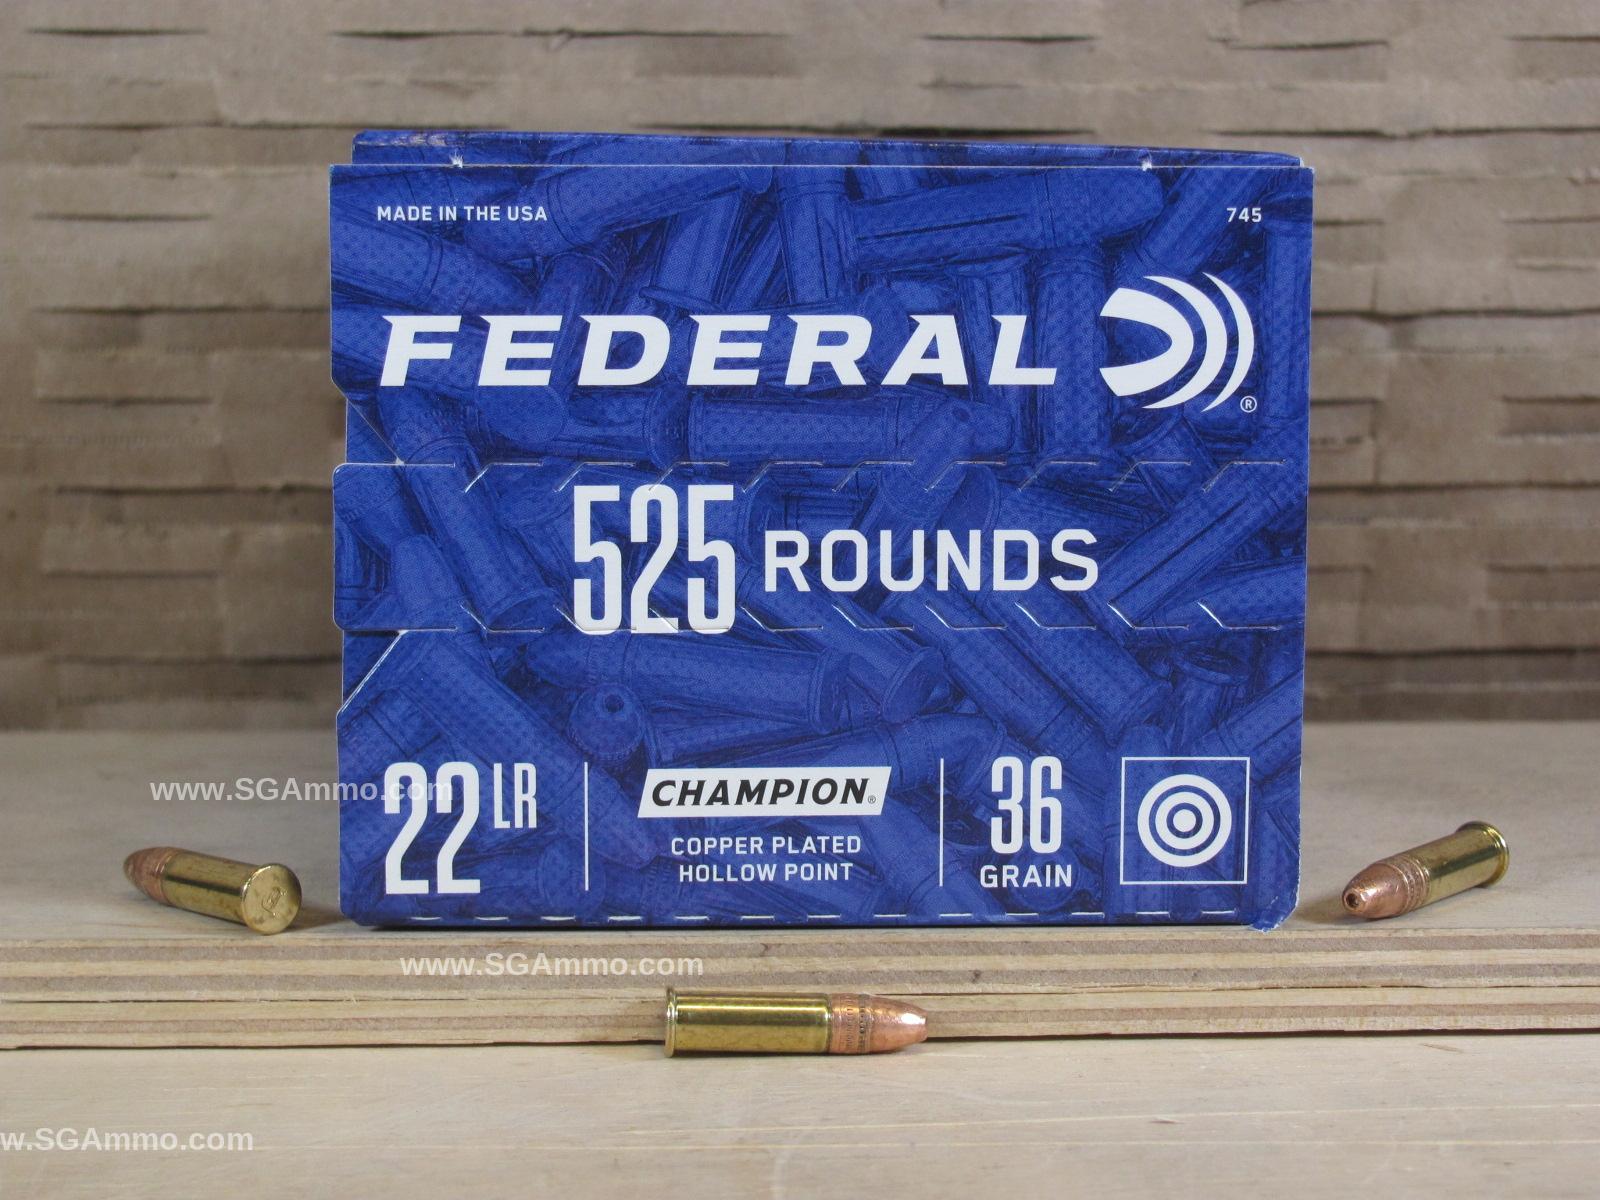 MADE IN THE USA
745
FEDERAL
®
525 ROUNDS
22 LR
CHAMPION®
COPPER PLATED
HOLLOW POINT
36
GRAIN
www.SGAmmo.com
www.SGAmmo.com
w.SGAmmo.com